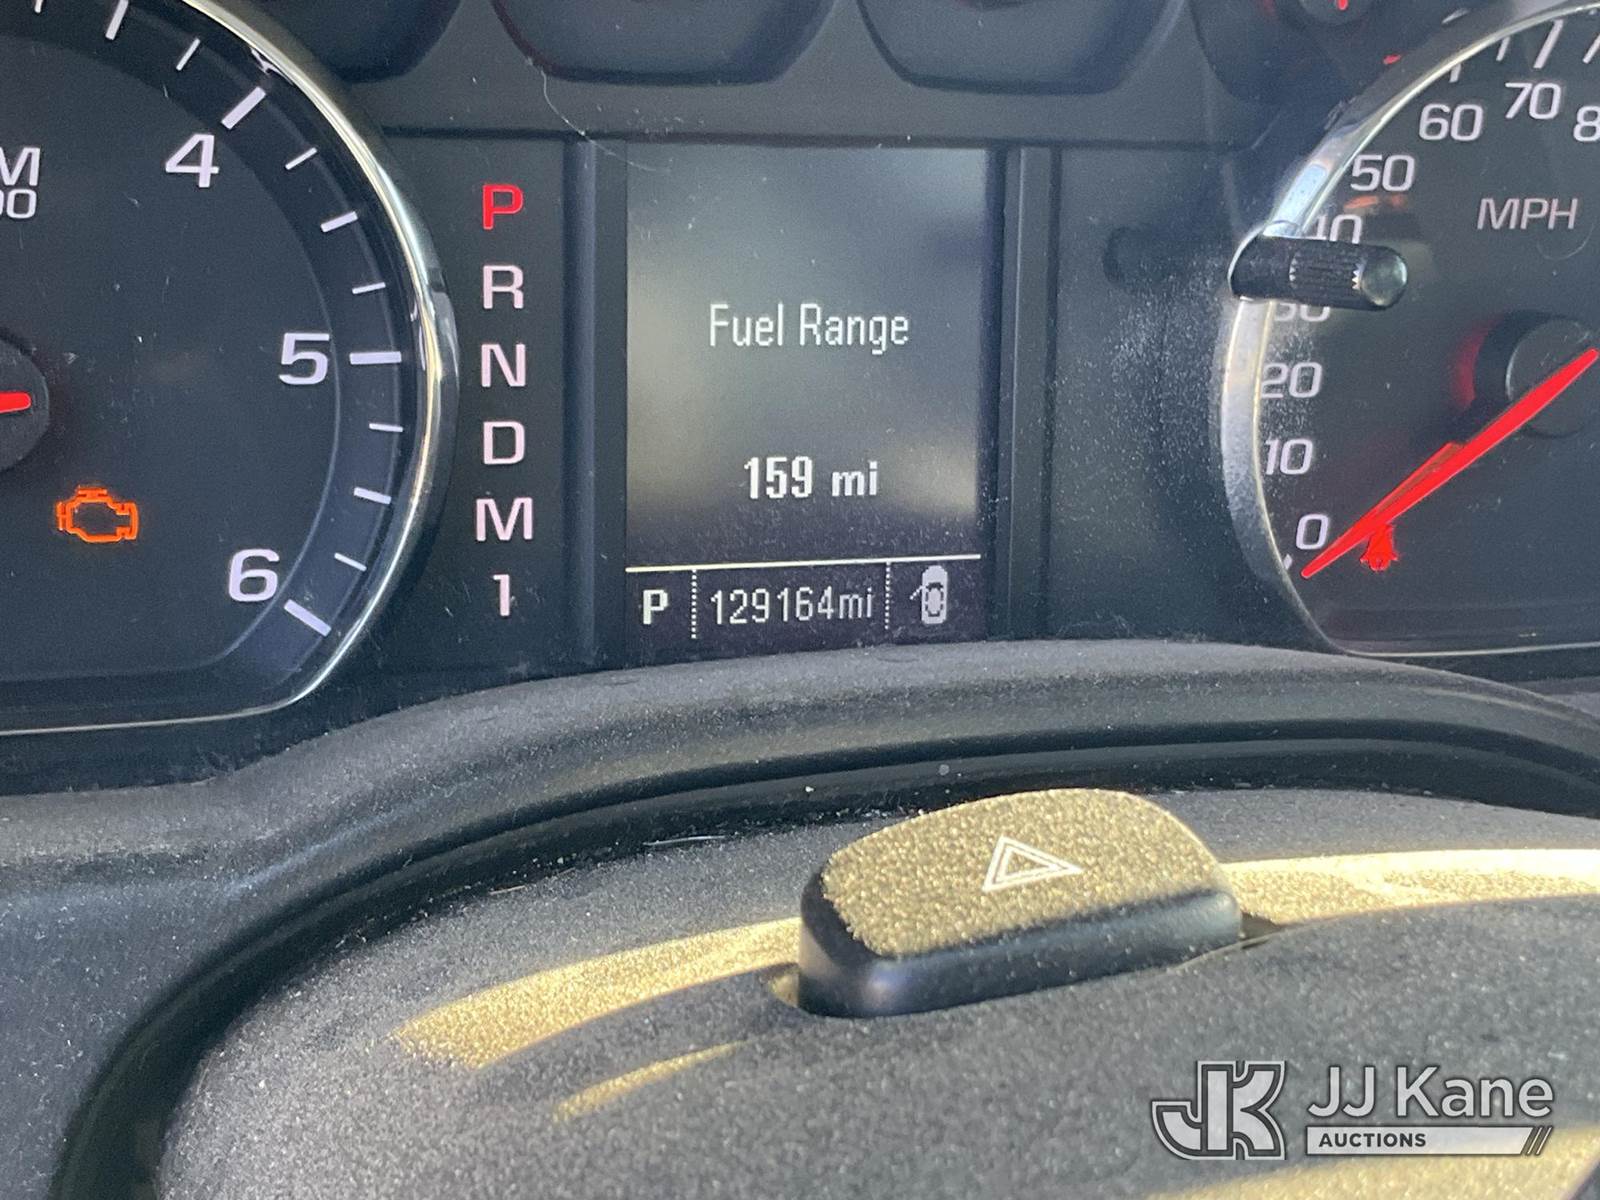 M
00
4
5
6
P
R
N
D
M
1
Fuel Range
159 mi
P
129164mi
0
10
20
50
60
70
MPH
JJ Kane
AUCTIONS